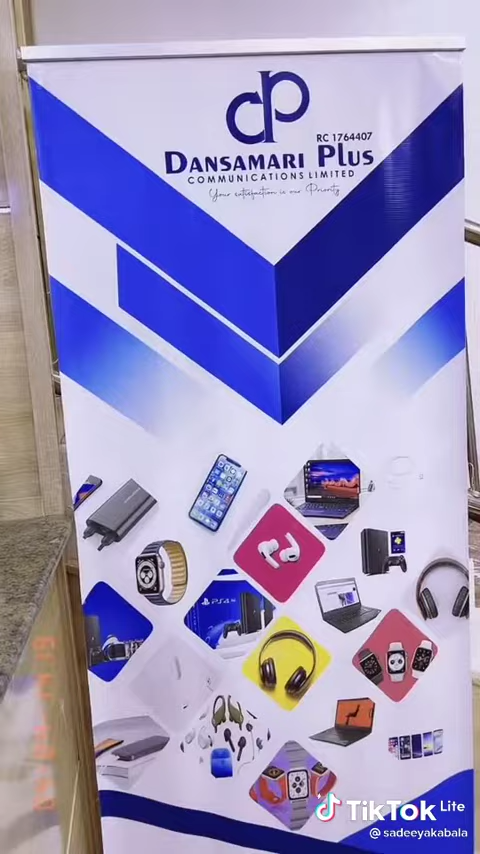 dp
RC 1764407
DANSAMARI PLUS
COMMUNICATIONS LIMITED
Your satisfaction is our Priority
PS4
TikTok Lite
@sadeeyakabala